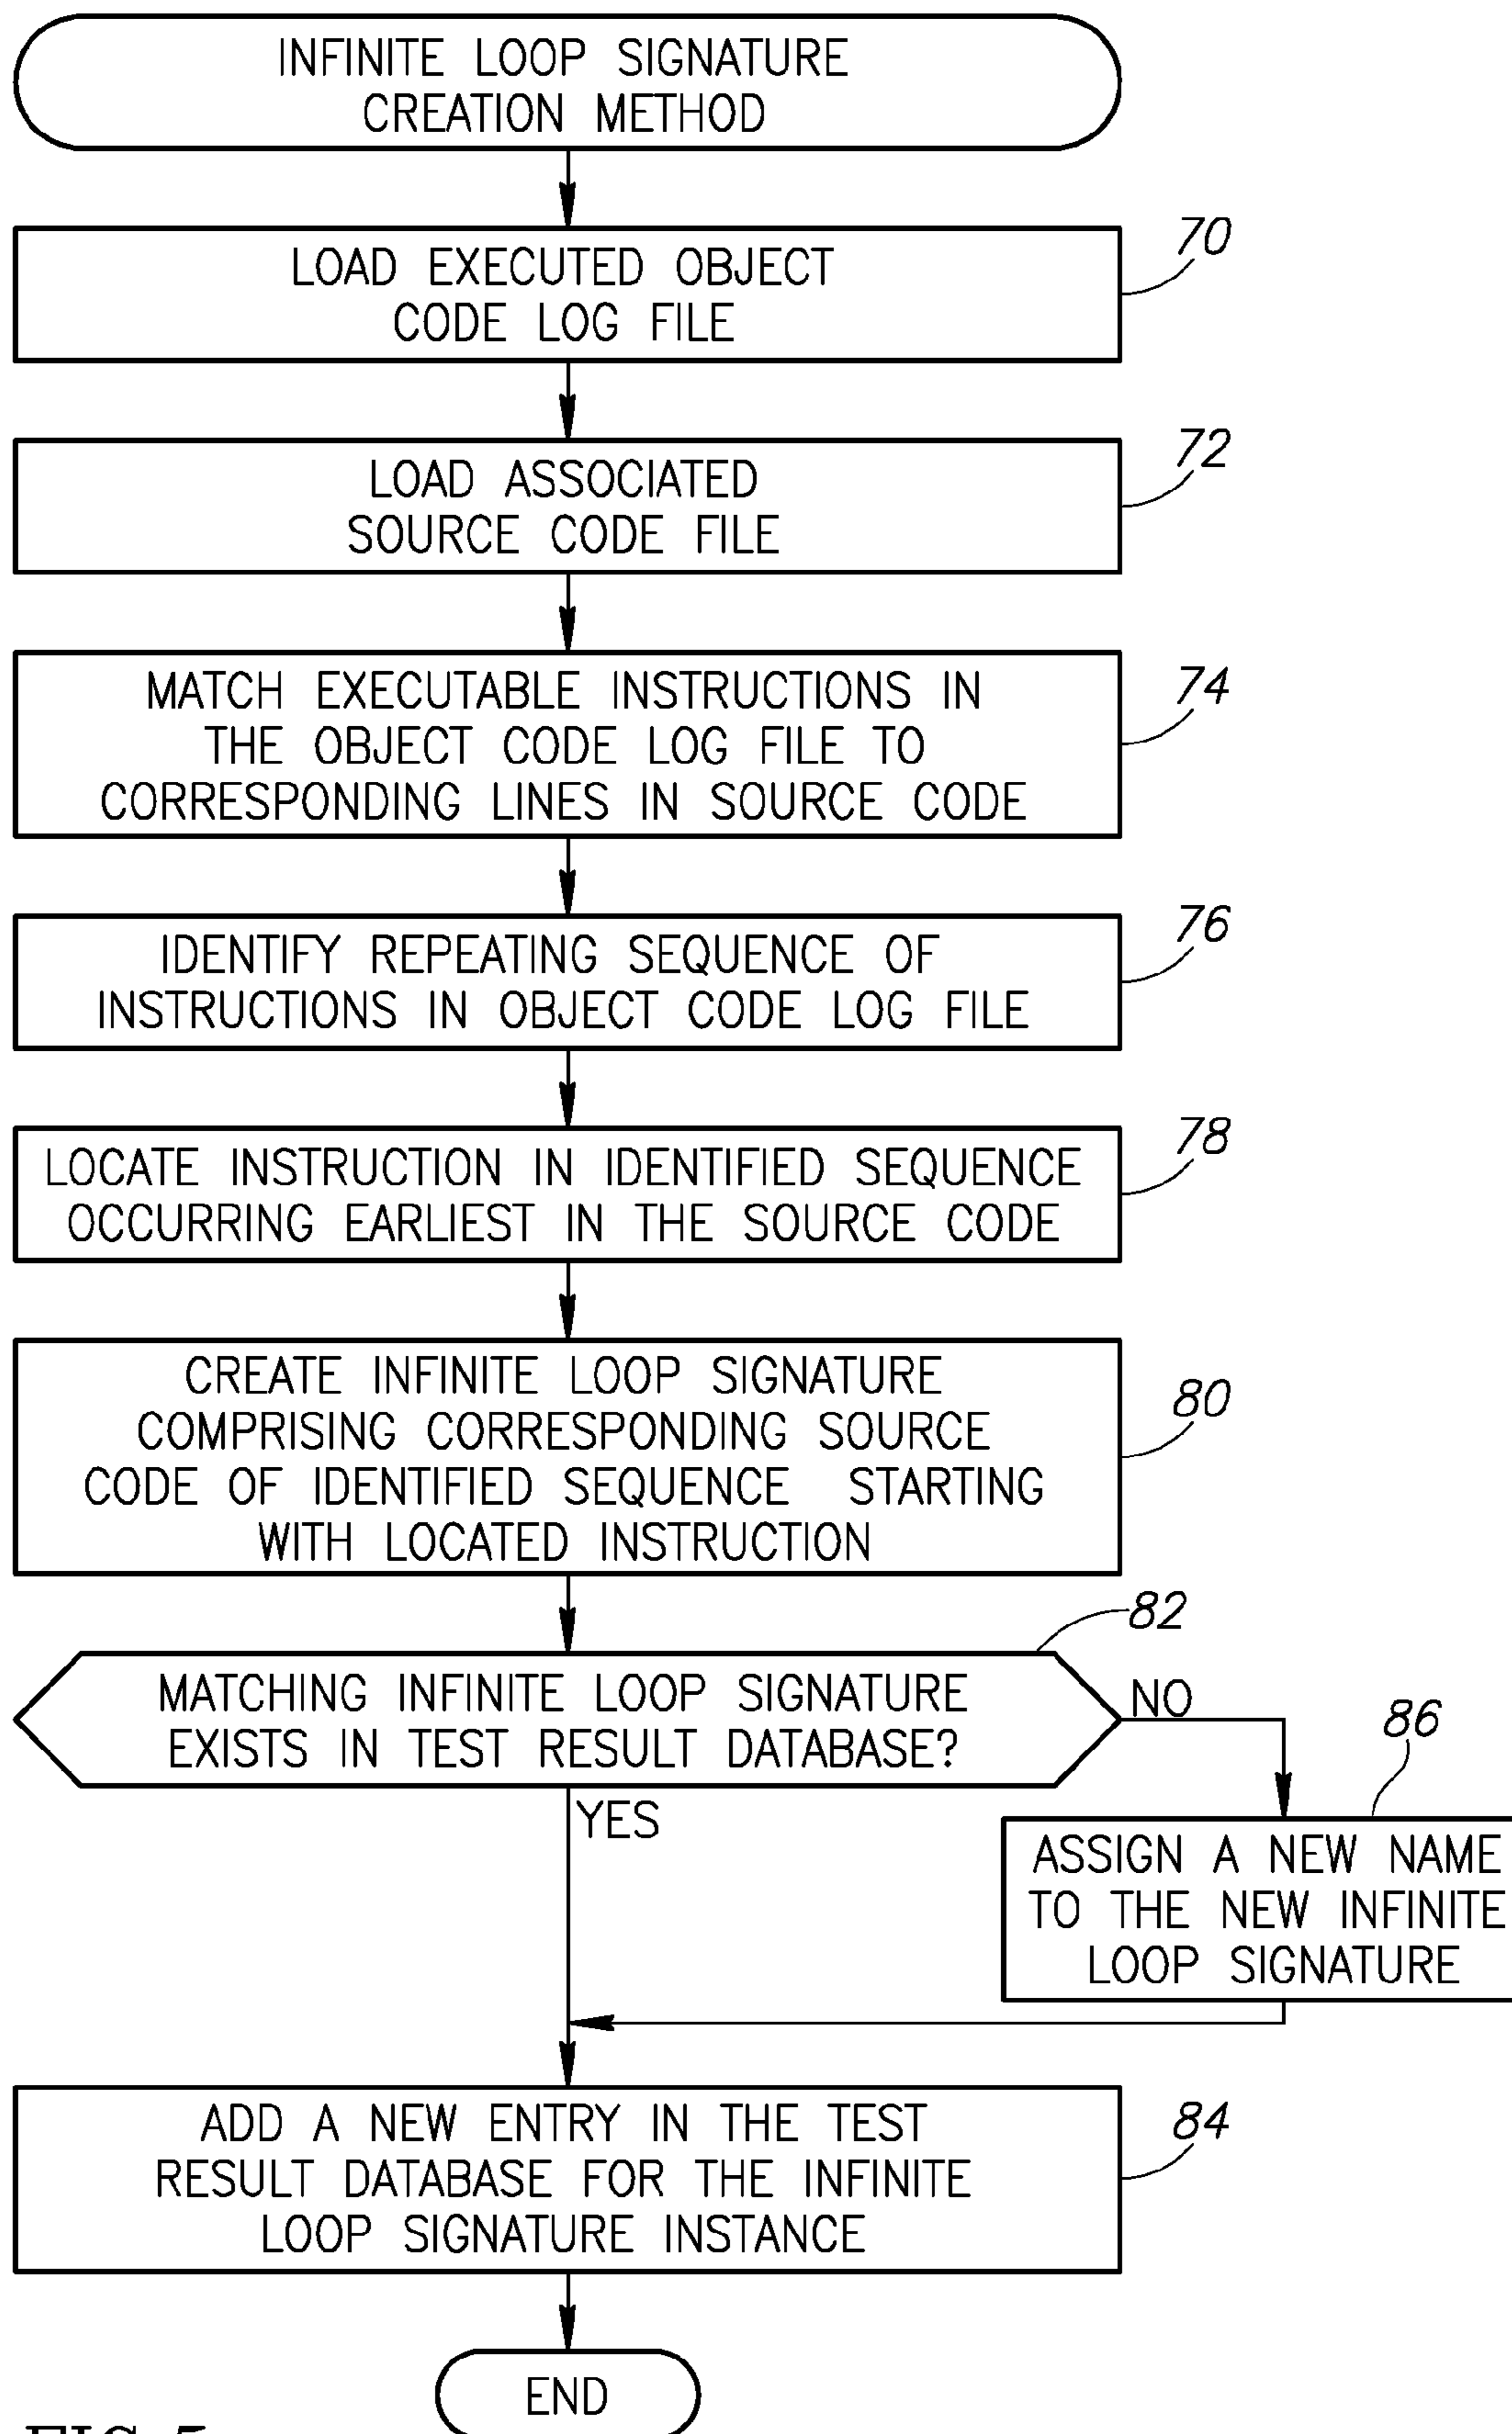 INFINITE LOOP SIGNATURE
CREATION METHOD
70
LOAD EXECUTED OBJECT
CODE LOG FILE
72
LOAD ASSOCIATED
SOURCE CODE FILE
74
MATCH EXECUTABLE INSTRUCTIONS IN
THE OBJECT CODE LOG FILE TO
CORRESPONDING LINES IN SOURCE CODE
76
IDENTIFY REPEATING SEQUENCE OF
INSTRUCTIONS IN OBJECT CODE LOG FILE
78
LOCATE INSTRUCTION IN IDENTIFIED SEQUENCE
OCCURRING EARLIEST IN THE SOURCE CODE
80
CREATE INFINITE LOOP SIGNATURE
COMPRISING CORRESPONDING SOURCE
CODE OF IDENTIFIED SEQUENCE STARTING
WITH LOCATED INSTRUCTION
82
MATCHING INFINITE LOOP SIGNATURE
EXISTS IN TEST RESULT DATABASE?
NO
86
YES
ASSIGN A NEW NAME
TO THE NEW INFINITE
LOOP SIGNATURE
84
ADD A NEW ENTRY IN THE TEST
RESULT DATABASE FOR THE INFINITE
LOOP SIGNATURE INSTANCE
END